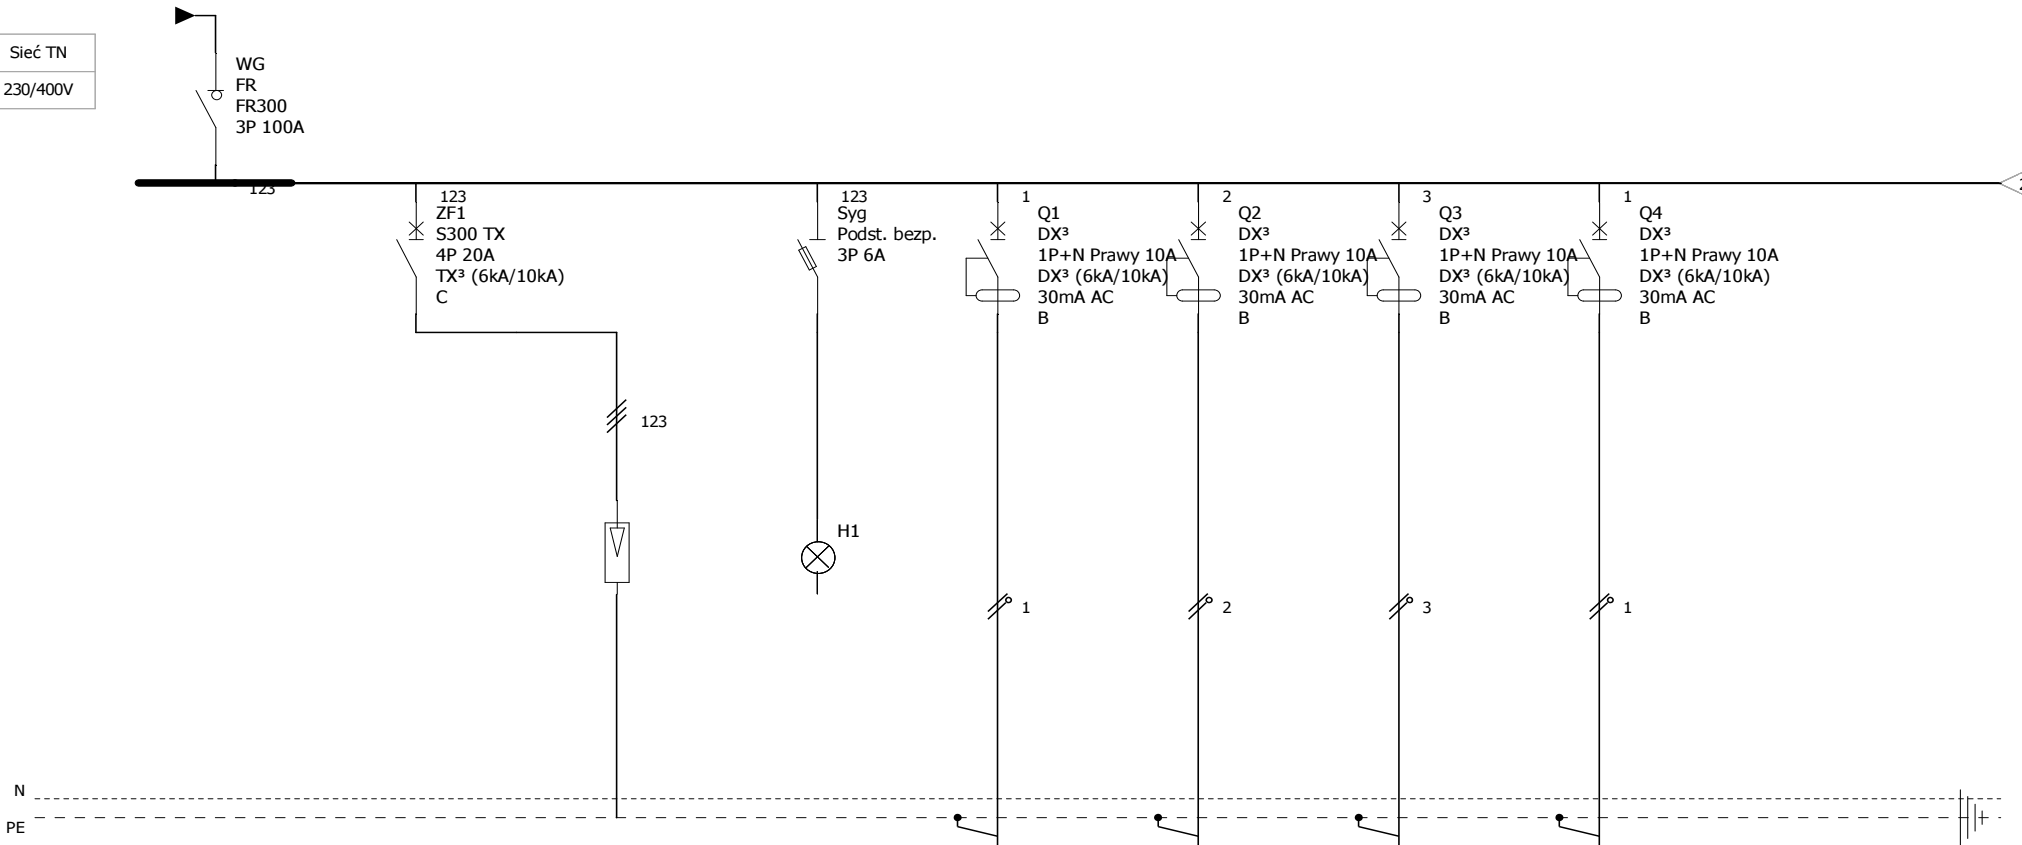 Sieć TN
230/400V
WG
FR
FR300
3P 100A
123
123
ZF1
S300 TX
4P 20A
TX³ (6kA/10kA)
C
123
123
Syg
Podst. bezp.
3P 6A
H1
1
Q1
DX³
1P+N Prawy 10A
DX³ (6kA/10kA)
30mA AC
B
1
2
Q2
DX³
1P+N Prawy 10A
DX³ (6kA/10kA)
30mA AC
B
2
3
Q3
DX³
1P+N Prawy 10A
DX³ (6kA/10kA)
30mA AC
B
3
1
Q4
DX³
1P+N Prawy 10A
DX³ (6kA/10kA)
30mA AC
B
1
N
PE